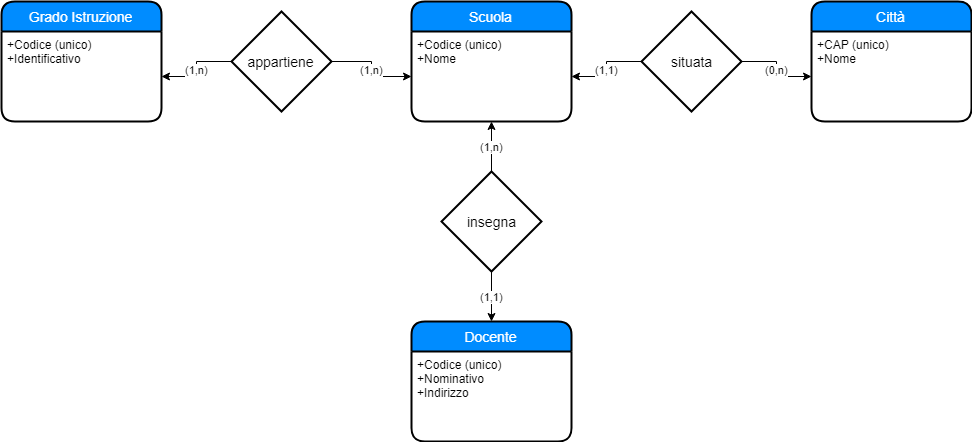 Grado Istruzione
+Codice (unico)
+Identificativo
(1,n)
appartiene
(1,n)
Scuola
+Codice (unico)
+Nome
(1,1)
situata
(0,n)
Città
+CAP (unico)
+Nome
(1,n)
insegna
(1,1)
Docente
+Codice (unico)
+Nominativo
+Indirizzo